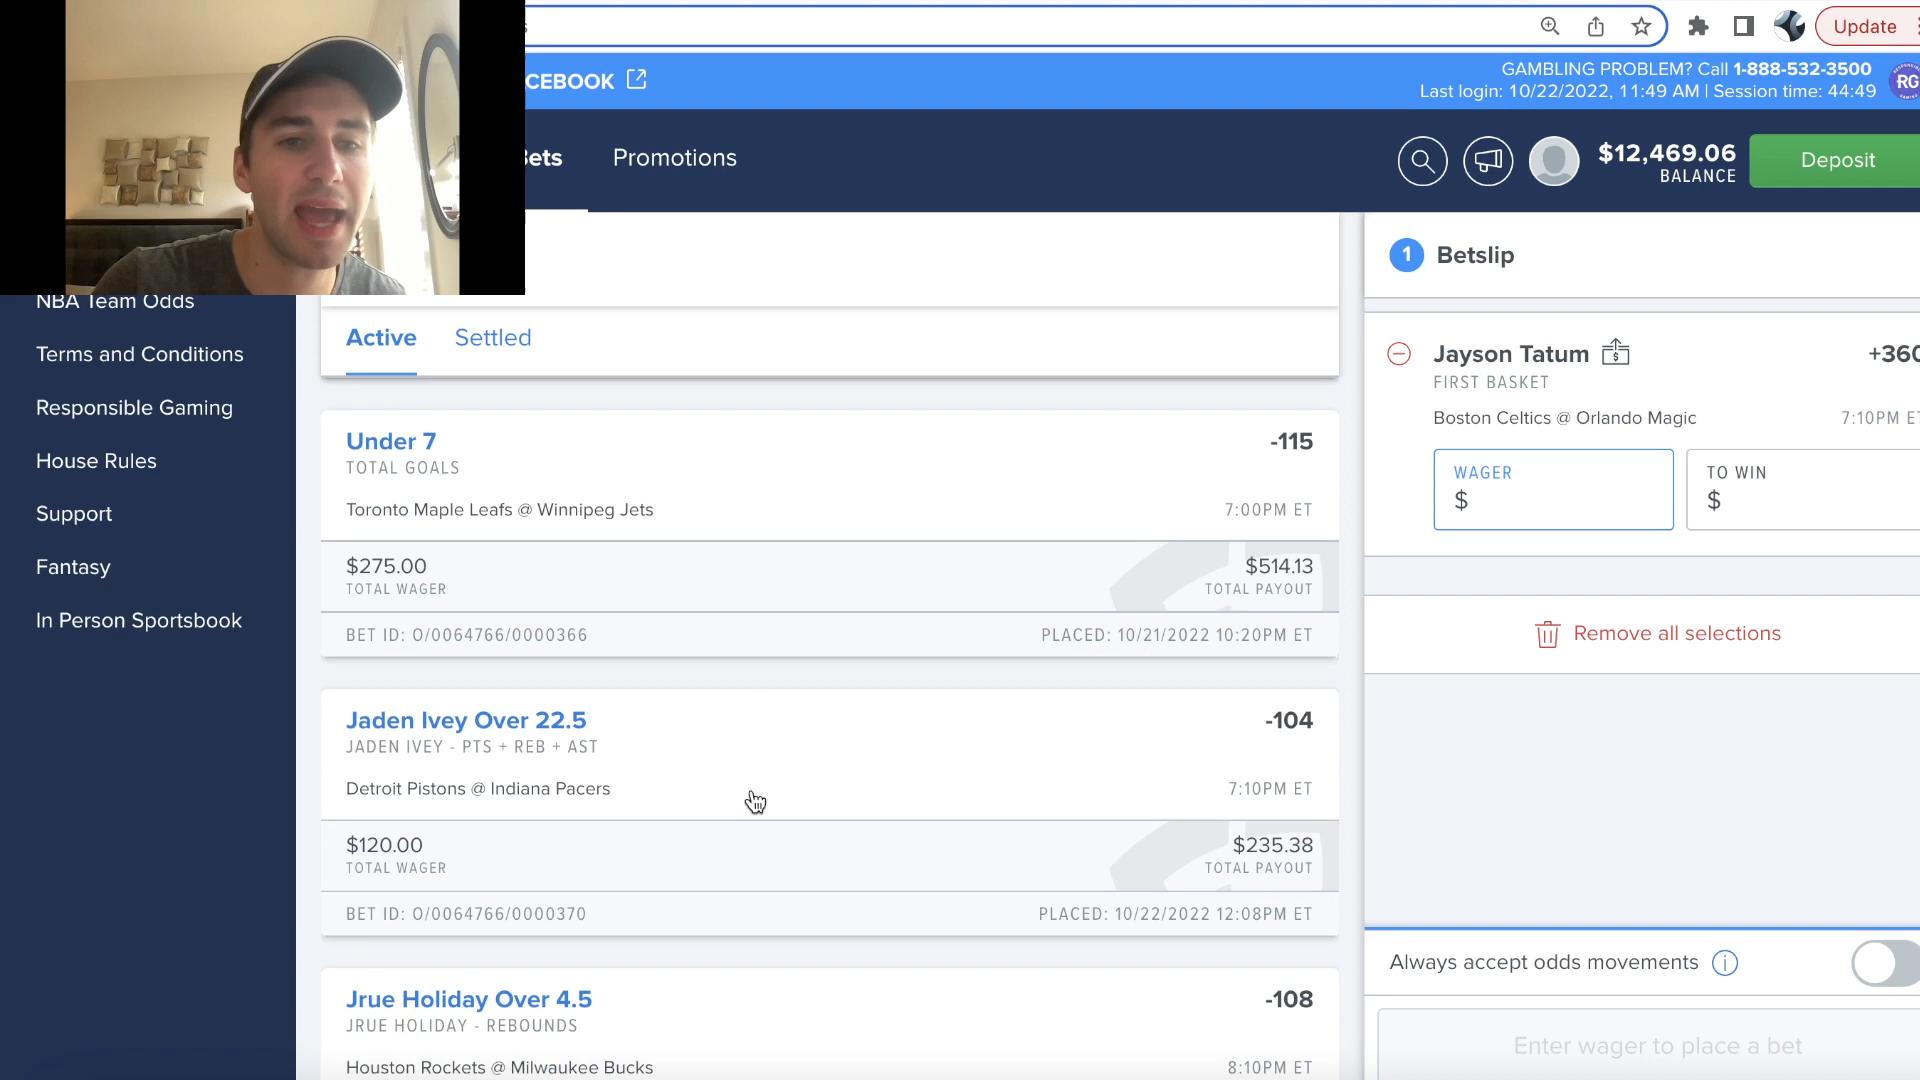 Update
CEBOOK
GAMBLING PROBLEM? Call 1-888-532-3500
Last login: 10/22/2022, 11:49 AM | Session time: 44:49
RG
Bets
Promotions
$12,469.06
BALANCE
Deposit
NBA Team Odds
Terms and Conditions
Responsible Gaming
House Rules
Support
Fantasy
In Person Sportsbook
Active
Settled
Under 7
-115
TOTAL GOALS
Toronto Maple Leafs @ Winnipeg Jets
7:00PM ET
$275.00
$514.13
TOTAL WAGER
TOTAL PAYOUT
BET ID: O/0064766/0000366
PLACED: 10/21/2022 10:20PM ET
Jaden Ivey Over 22.5
-104
JADEN IVEY - PTS + REB + AST
Detroit Pistons @ Indiana Pacers
7:10PM ET
$120.00
$235.38
TOTAL WAGER
TOTAL PAYOUT
BET ID: O/0064766/0000370
PLACED: 10/22/2022 12:08PM ET
Jrue Holiday Over 4.5
-108
JRUE HOLIDAY - REBOUNDS
Houston Rockets @ Milwaukee Bucks
8:10PM ET
1
Betslip
Jayson Tatum
+360
FIRST BASKET
Boston Celtics @ Orlando Magic
7:10PM ET
WAGER
TO WIN
$
$
Remove all selections
Always accept odds movements
Enter wager to place a bet